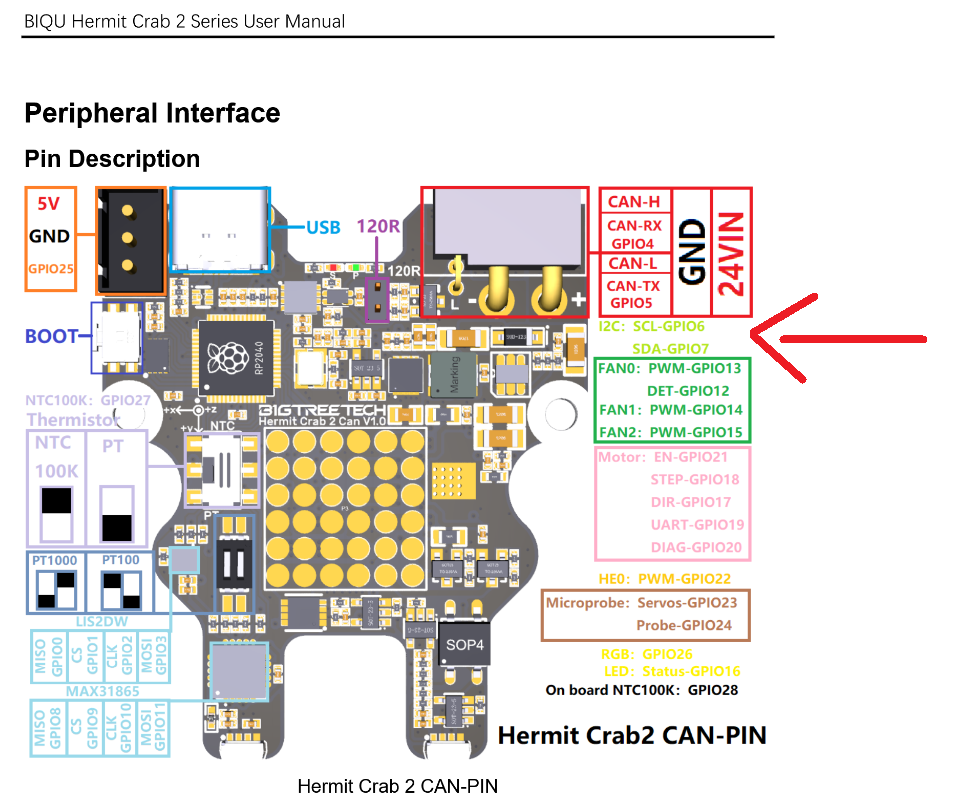 BIQU Hermit Crab 2 Series User Manual
Peripheral Interface
Pin Description
5V
GND
GPIO25
USB
120R
120R
S
P
L
-
+
CAN-H
CAN-RX
GPIO4
CAN-L
CAN-TX
GPIO5
GND
24VIN
BOOT
RP2040
Marking
I2C: SCL-GPIO6
SDA-GPIO7
FAN0: PWM-GPIO13
DET-GPIO12
FAN1: PWM-GPIO14
FAN2: PWM-GPIO15
NTC100K: GPIO27
Thermistor
NTC
100K
PT
+x
+z
+y
NTC
PT
BIGTREE TECH
Hermit Crab 2 Can V1.0
P3
Motor: EN-GPIO21
STEP-GPIO18
DIR-GPIO17
UART-GPIO19
DIAG-GPIO20
PT1000
PT100
HE0: PWM-GPIO22
Microprobe: Servos-GPIO23
Probe-GPIO24
LIS2DW
MISO
GPIO0
CS
GPIO1
CLK
GPIO2
MOSI
GPIO3
SOP4
MAX31865
MISO
GPIO8
CS
GPIO9
CLK
GPIO10
MOSI
GPIO11
RGB: GPIO26
LED: Status-GPIO16
On board NTC100K: GPIO28
Hermit Crab2 CAN-PIN
Hermit Crab 2 CAN-PIN